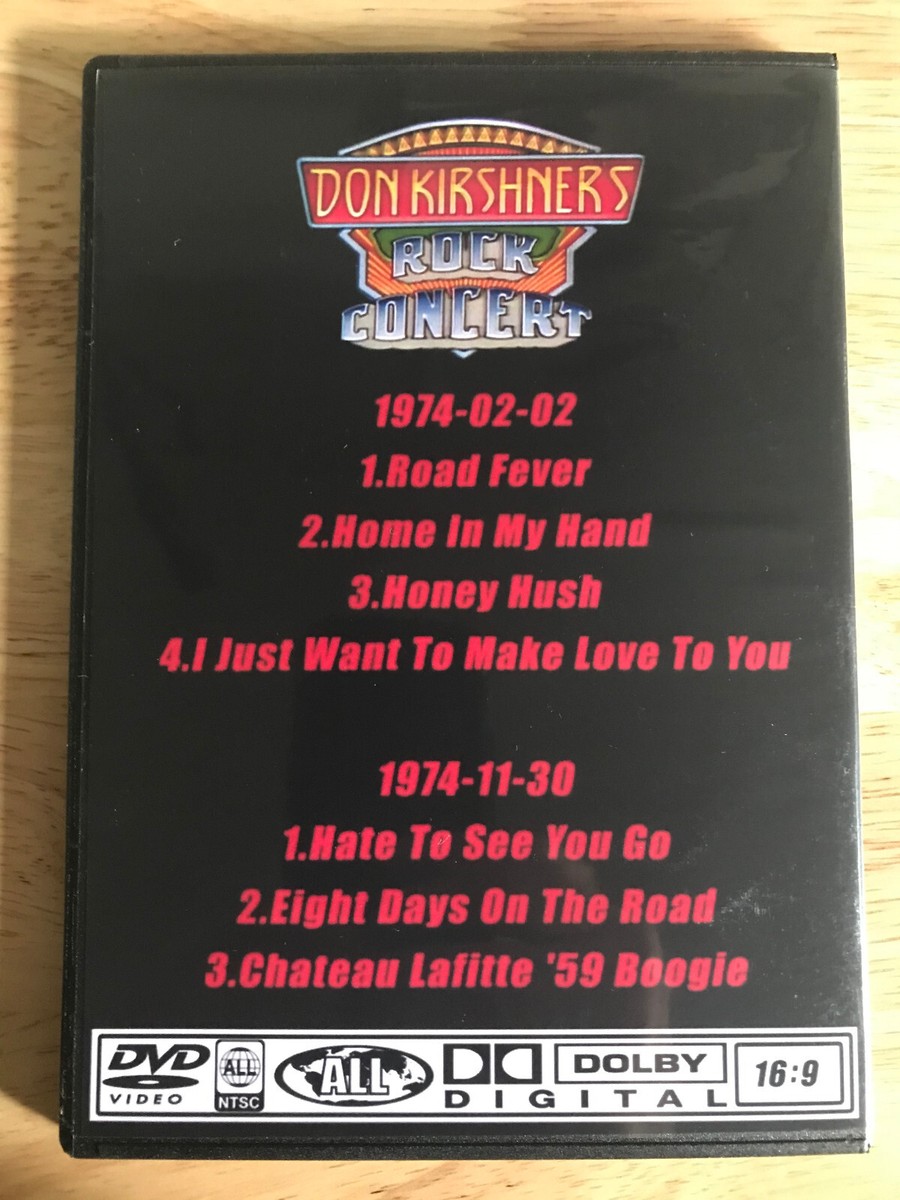 DON KIRSHNERS
ROCK
CONCERT
1974-02-02
1.Road Fever
2.Home In My Hand
3.Honey Hush
4.I Just Want To Make Love To You
1974-11-30
1.Hate To See You Go
2.Eight Days On The Road
3.Chateau Lafitte '59 Boogie
DVD
VIDEO
ALL
NTSC
ALL
DOLBY
DIGITAL
16:9